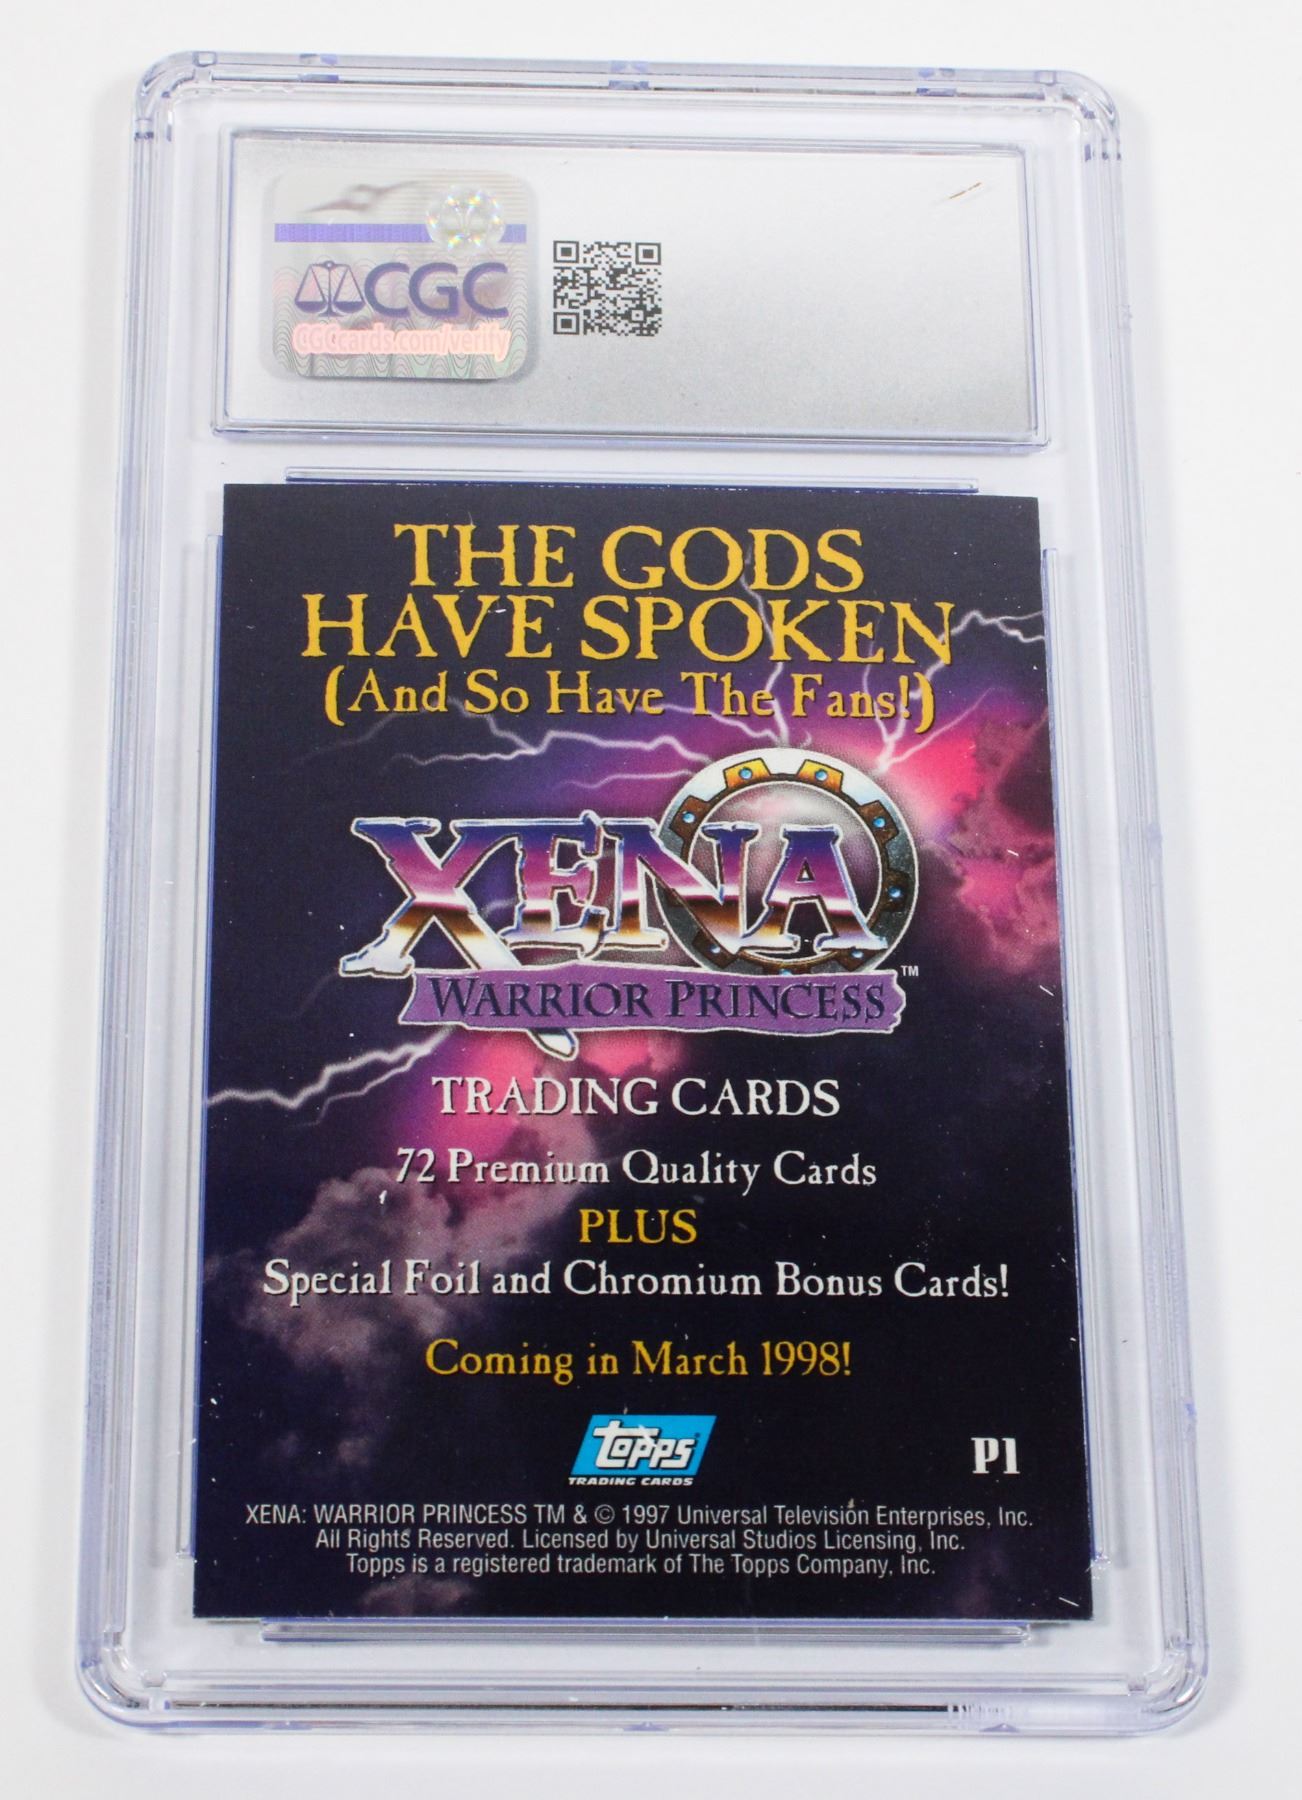 CGC
CGCcards.com/verify
THE GODS
HAVE SPOKEN
(And So Have The Fans!)
XENA
WARRIOR PRINCESS™
TRADING CARDS
72 Premium Quality Cards
PLUS
Special Foil and Chromium Bonus Cards!
Coming in March 1998!
topps
TRADING CARDS
P1
XENA: WARRIOR PRINCESS TM & © 1997 Universal Television Enterprises, Inc.
All Rights Reserved. Licensed by Universal Studios Licensing, Inc.
Topps is a registered trademark of The Topps Company, Inc.